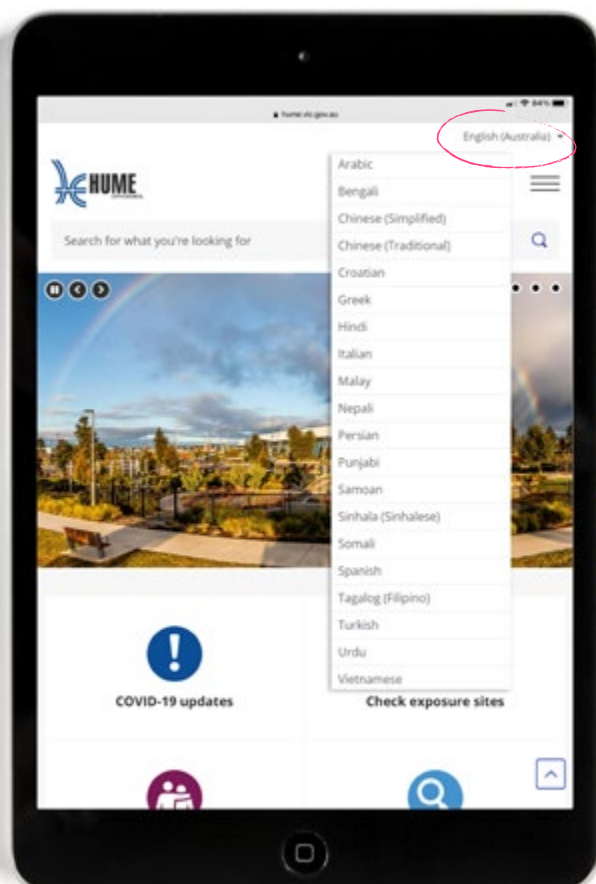 84%
hume.vic.gov.au
English (Australia)
HUME
Search for what you're looking for
Arabic
Bengali
Chinese (Simplified)
Chinese (Traditional)
Croatian
Greek
Hindi
Italian
Malay
Nepali
Persian
Punjabi
Samoan
Sinhala (Sinhalese)
Somali
Spanish
Tagalog (Filipino)
Turkish
Urdu
Vietnamese
COVID-19 updates
Check exposure sites